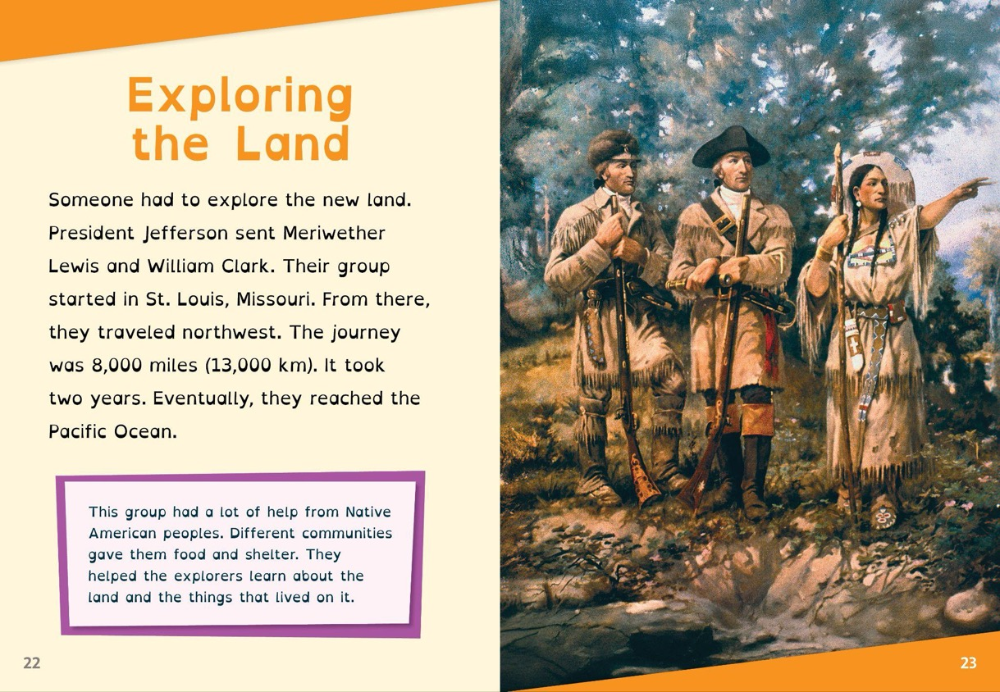 Exploring
the Land
Someone had to explore the new land.
President Jefferson sent Meriwether
Lewis and William Clark. Their group
started in St. Louis, Missouri. From there,
they traveled northwest. The journey
was 8,000 miles (13,000 km). It took
two years. Eventually, they reached the
Pacific Ocean.
This group had a lot of help from Native
American peoples. Different communities
gave them food and shelter. They
helped the explorers learn about the
land and the things that lived on it.
22
23